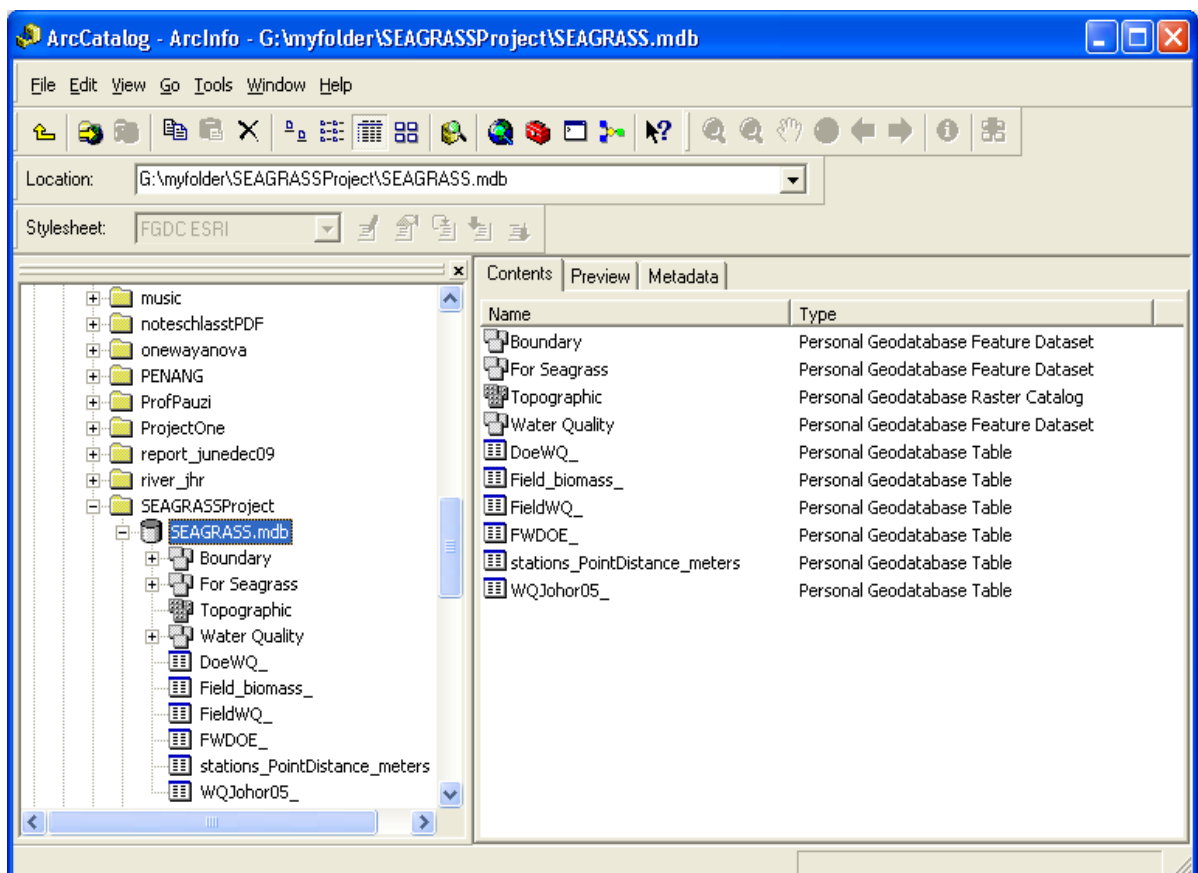 ArcCatalog - ArcInfo - G:\myfolder\SEAGRASSProject\SEAGRASS.mdb
File Edit View Go Tools Window Help
Location: G:\myfolder\SEAGRASSProject\SEAGRASS.mdb
Stylesheet: FGDC ESRI
music
noteschlasstPDF
onewayanova
PENANG
ProfPauzi
ProjectOne
report_junedec09
river_jhr
SEAGRASSProject
SEAGRASS.mdb
Boundary
For Seagrass
Topographic
Water Quality
DoeWQ_
Field_biomass_
FieldWQ_
FWDOE_
stations_PointDistance_meters
WQJohor05_
Contents Preview Metadata
Name Type
Boundary Personal Geodatabase Feature Dataset
For Seagrass Personal Geodatabase Feature Dataset
Topographic Personal Geodatabase Raster Catalog
Water Quality Personal Geodatabase Feature Dataset
DoeWQ_ Personal Geodatabase Table
Field_biomass_ Personal Geodatabase Table
FieldWQ_ Personal Geodatabase Table
FWDOE_ Personal Geodatabase Table
stations_PointDistance_meters Personal Geodatabase Table
WQJohor05_ Personal Geodatabase Table